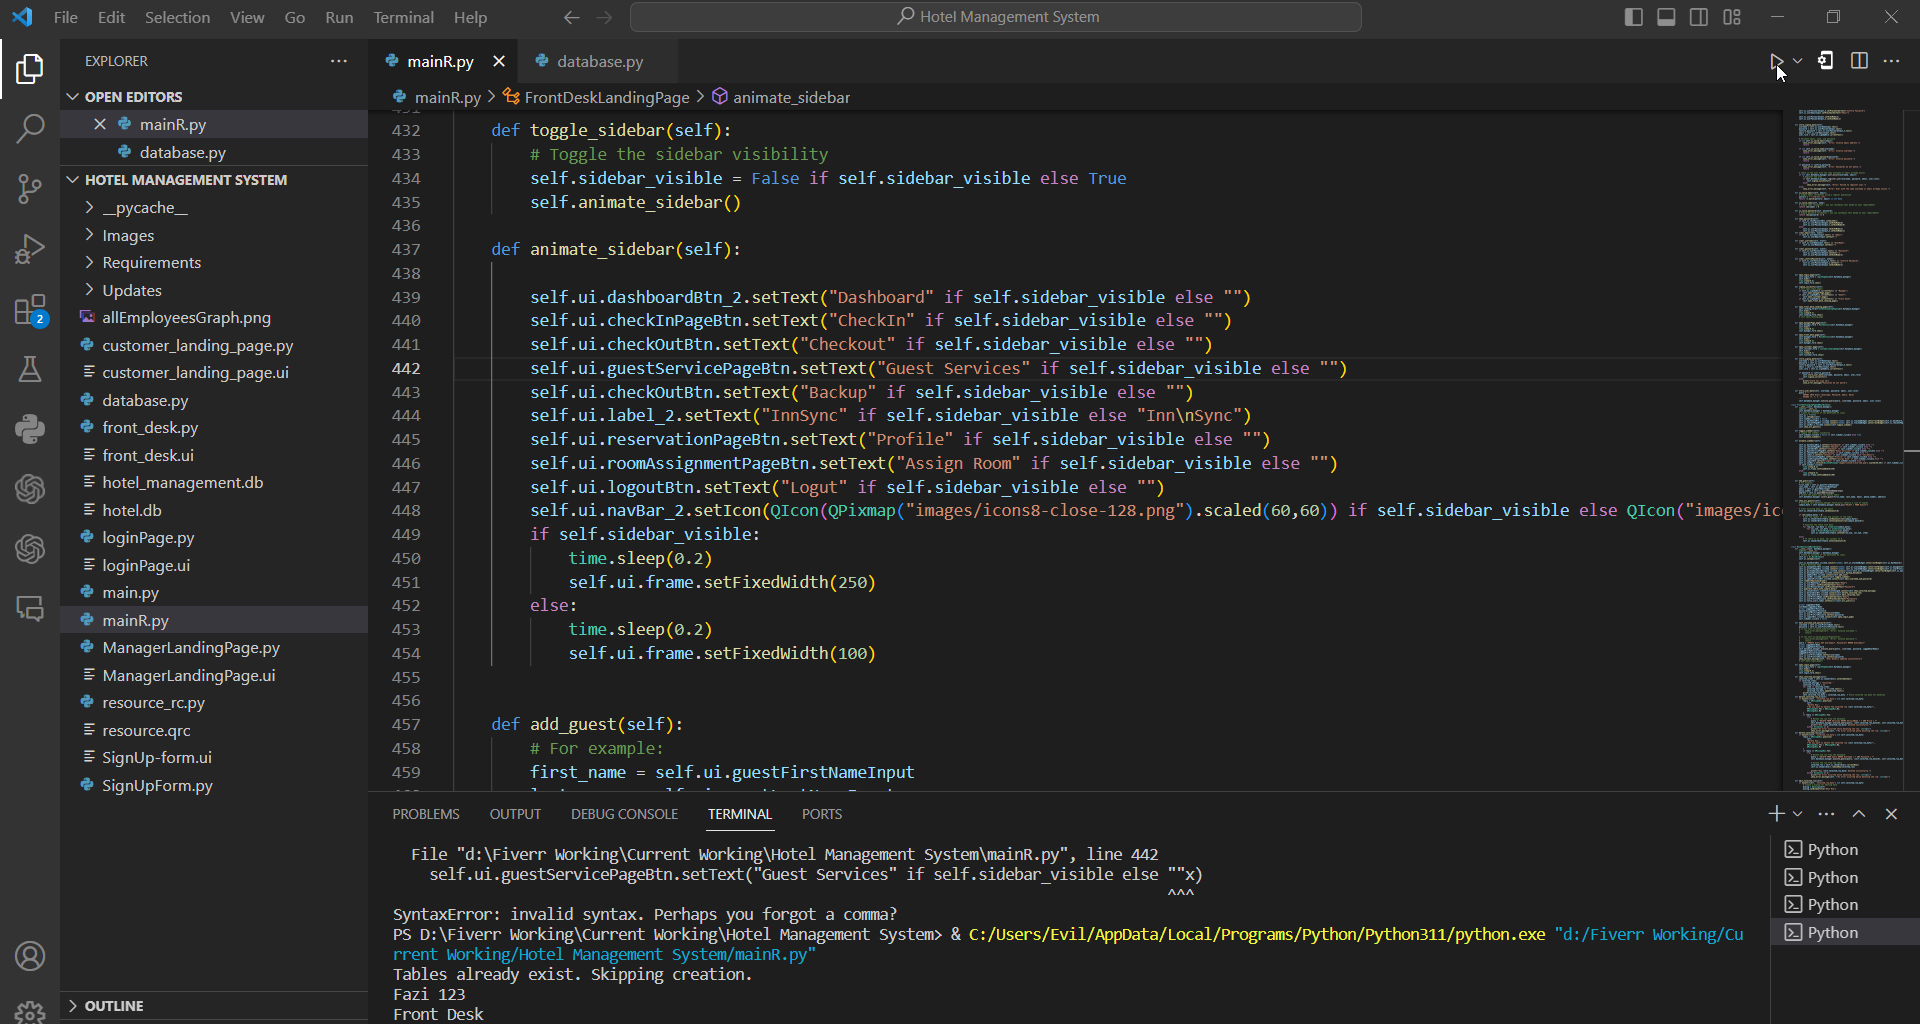 File Edit Selection View Go Run Terminal Help Hotel Management System
EXPLORER
OPEN EDITORS
mainR.py
database.py
HOTEL MANAGEMENT SYSTEM
__pycache__
Images
Requirements
Updates
allEmployeesGraph.png
customer_landing_page.py
customer_landing_page.ui
database.py
front_desk.py
front_desk.ui
hotel_management.db
hotel.db
loginPage.py
loginPage.ui
main.py
mainR.py
ManagerLandingPage.py
ManagerLandingPage.ui
resource_rc.py
resource.qrc
SignUp-form.ui
SignUpForm.py
OUTLINE
2
mainR.py database.py
mainR.py > FrontDeskLandingPage > animate_sidebar
432 def toggle_sidebar(self):
433 # Toggle the sidebar visibility
434 self.sidebar_visible = False if self.sidebar_visible else True
435 self.animate_sidebar()
436
437 def animate_sidebar(self):
438
439 self.ui.dashboardBtn_2.setText("Dashboard" if self.sidebar_visible else "")
440 self.ui.checkInPageBtn.setText("CheckIn" if self.sidebar_visible else "")
441 self.ui.checkOutBtn.setText("Checkout" if self.sidebar_visible else "")
442 self.ui.guestServicePageBtn.setText("Guest Services" if self.sidebar_visible else "")
443 self.ui.checkOutBtn.setText("Backup" if self.sidebar_visible else "")
444 self.ui.label_2.setText("InnSync" if self.sidebar_visible else "Inn\nSync")
445 self.ui.reservationPageBtn.setText("Profile" if self.sidebar_visible else "")
446 self.ui.roomAssignmentPageBtn.setText("Assign Room" if self.sidebar_visible else "")
447 self.ui.logoutBtn.setText("Logut" if self.sidebar_visible else "")
448 self.ui.navBar_2.setIcon(QIcon(QPixmap("images/icons8-close-128.png").scaled(60,60)) if self.sidebar_visible else QIcon("images/ic
449 if self.sidebar_visible:
450 time.sleep(0.2)
451 self.ui.frame.setFixedWidth(250)
452 else:
453 time.sleep(0.2)
454 self.ui.frame.setFixedWidth(100)
455
456
457 def add_guest(self):
458 # For example:
459 first_name = self.ui.guestFirstNameInput
PROBLEMS OUTPUT DEBUG CONSOLE TERMINAL PORTS
File "d:\Fiverr Working\Current Working\Hotel Management System\mainR.py", line 442
self.ui.guestServicePageBtn.setText("Guest Services" if self.sidebar_visible else ""x)
^^^
SyntaxError: invalid syntax. Perhaps you forgot a comma?
PS D:\Fiverr Working\Current Working\Hotel Management System> & C:/Users/Evil/AppData/Local/Programs/Python/Python311/python.exe "d:/Fiverr Working/Cu
rrent Working/Hotel Management System/mainR.py"
Tables already exist. Skipping creation.
Fazi 123
Front Desk
Python
Python
Python
Python